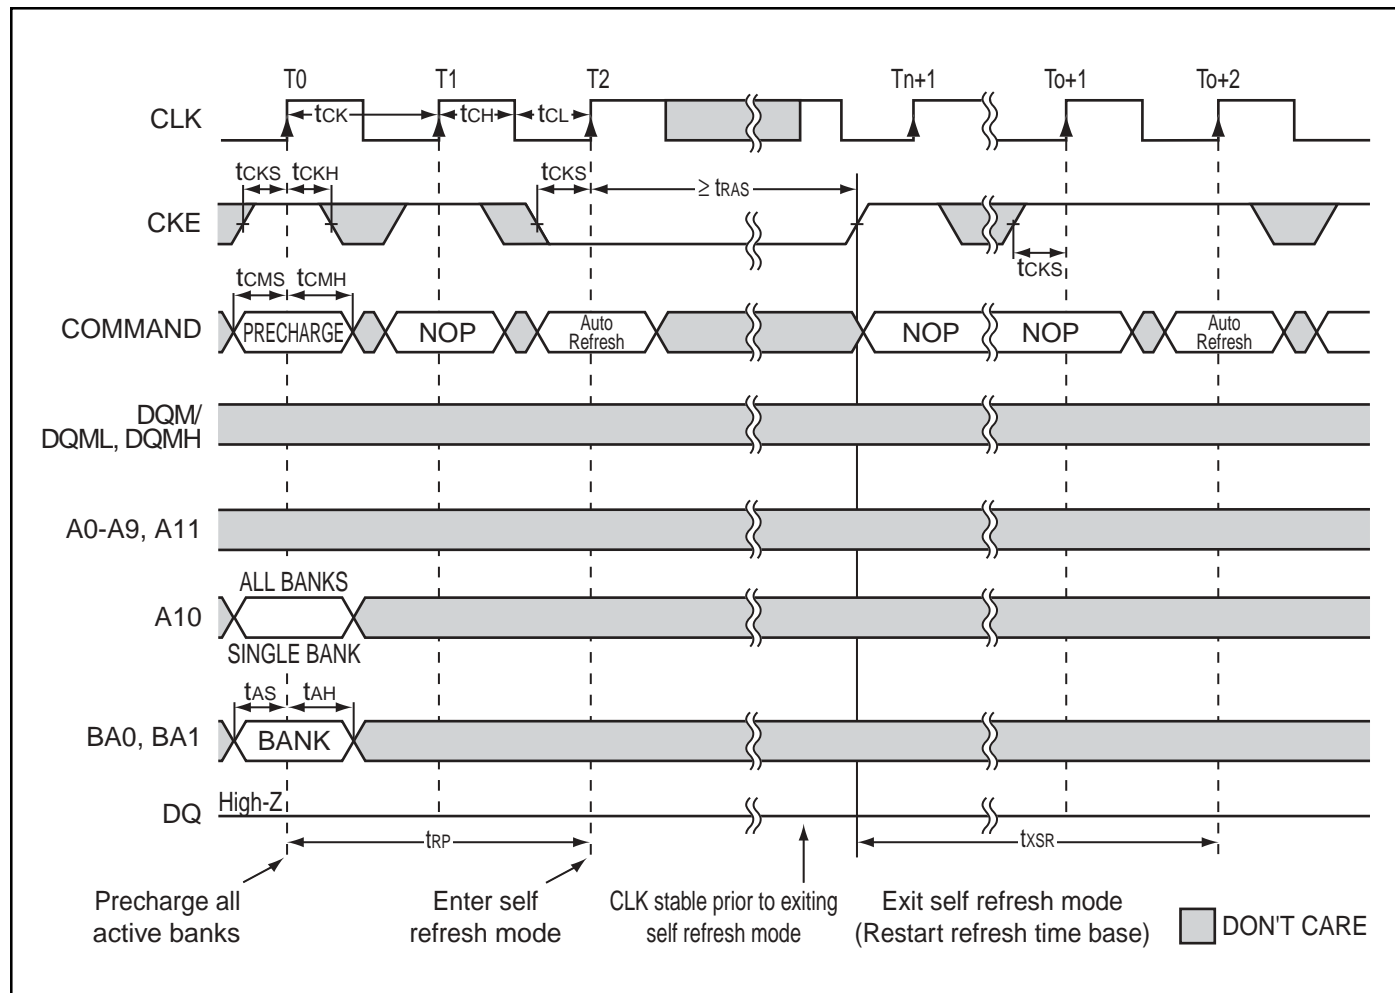 T0 T1 T2 Tn+1 To+1 To+2
CLK
tCK tCH tCL
tCKS tCKH tCKS ≥ tRAS
CKE
tCKS
tCMS tCMH
COMMAND PRECHARGE NOP Auto Refresh NOP NOP Auto Refresh
DQM/
DQML, DQMH
A0-A9, A11
ALL BANKS
A10
SINGLE BANK
tAS tAH
BA0, BA1 BANK
DQ High-Z
tRP tXSR
Precharge all
active banks
Enter self
refresh mode
CLK stable prior to exiting
self refresh mode
Exit self refresh mode
(Restart refresh time base)
DON'T CARE